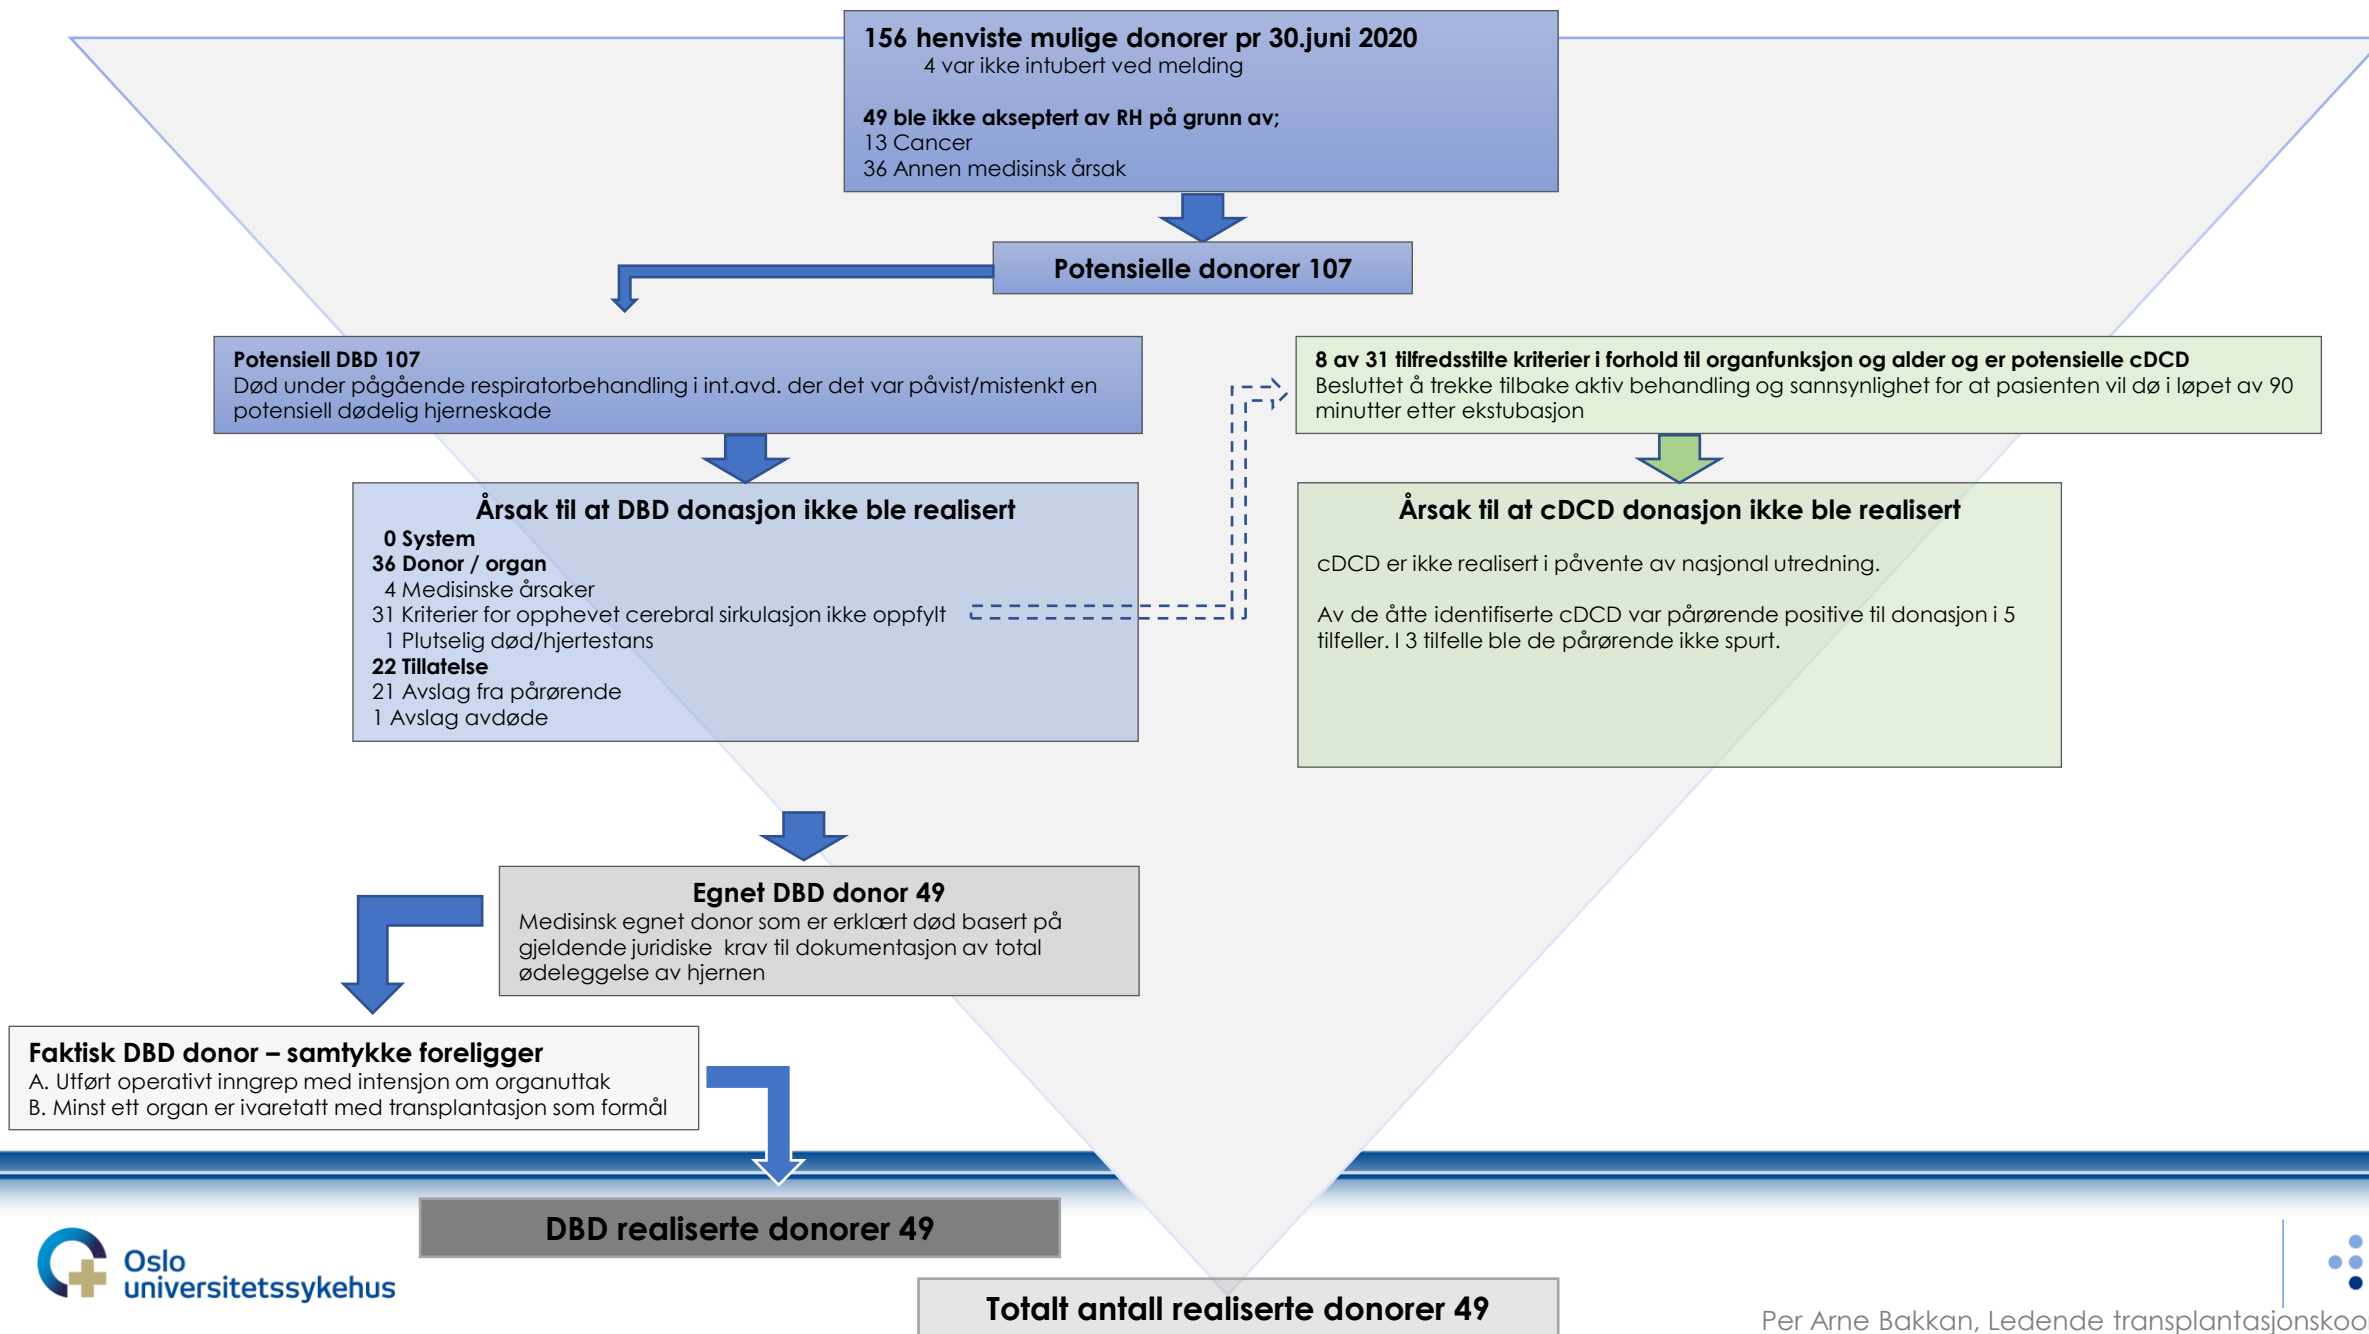 156 henviste mulige donorer pr 30.juni 2020
4 var ikke intubert ved melding
49 ble ikke akseptert av RH på grunn av;
13 Cancer
36 Annen medisinsk årsak
Potensielle donorer 107
Potensiell DBD 107
Død under pågående respiratorbehandling i int.avd. der det var påvist/mistenkt en
potensiell dødelig hjerneskade
8 av 31 tilfredsstilte kriterier i forhold til organfunksjon og alder og er potensielle cDCD
Besluttet å trekke tilbake aktiv behandling og sannsynlighet for at pasienten vil dø i løpet av 90
minutter etter ekstubasjon
Årsak til at DBD donasjon ikke ble realisert
0 System
36 Donor / organ
4 Medisinske årsaker
31 Kriterier for opphevet cerebral sirkulasjon ikke oppfylt
1 Plutselig død/hjertestans
22 Tillatelse
21 Avslag fra pårørende
1 Avslag avdøde
Årsak til at cDCD donasjon ikke ble realisert
cDCD er ikke realisert i påvente av nasjonal utredning.
Av de åtte identifiserte cDCD var pårørende positive til donasjon i 5
tilfeller. I 3 tilfelle ble de pårørende ikke spurt.
Egnet DBD donor 49
Medisinsk egnet donor som er erklært død basert på
gjeldende juridiske krav til dokumentasjon av total
ødeleggelse av hjernen
Faktisk DBD donor – samtykke foreligger
A. Utført operativt inngrep med intensjon om organuttak
B. Minst ett organ er ivaretatt med transplantasjon som formål
DBD realiserte donorer 49
Oslo
universitetssykehus
Totalt antall realiserte donorer 49
Per Arne Bakkan, Ledende transplantasjonskoo